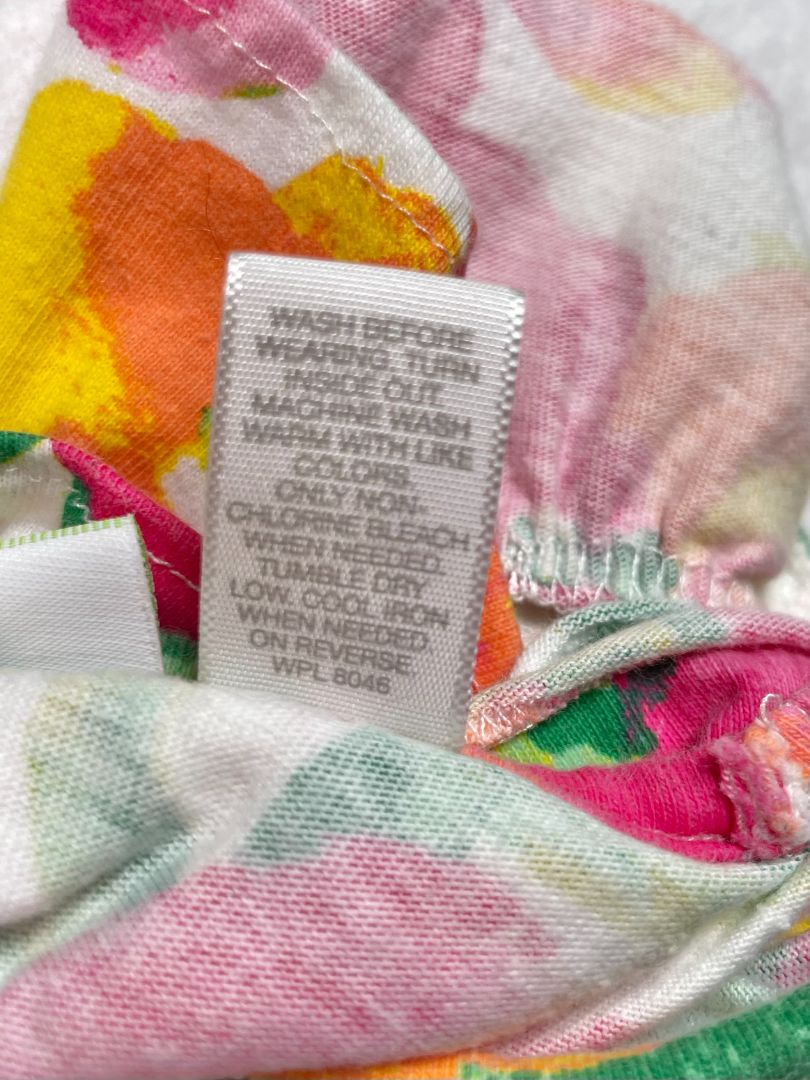 WASH BEFORE
WEARING. TURN
INSIDE OUT.
MACHINE WASH
WARM WITH LIKE
COLORS.
ONLY NON-
CHLORINE BLEACH
WHEN NEEDED.
TUMBLE DRY
LOW. COOL IRON
WHEN NEEDED
ON REVERSE
WPL 8046